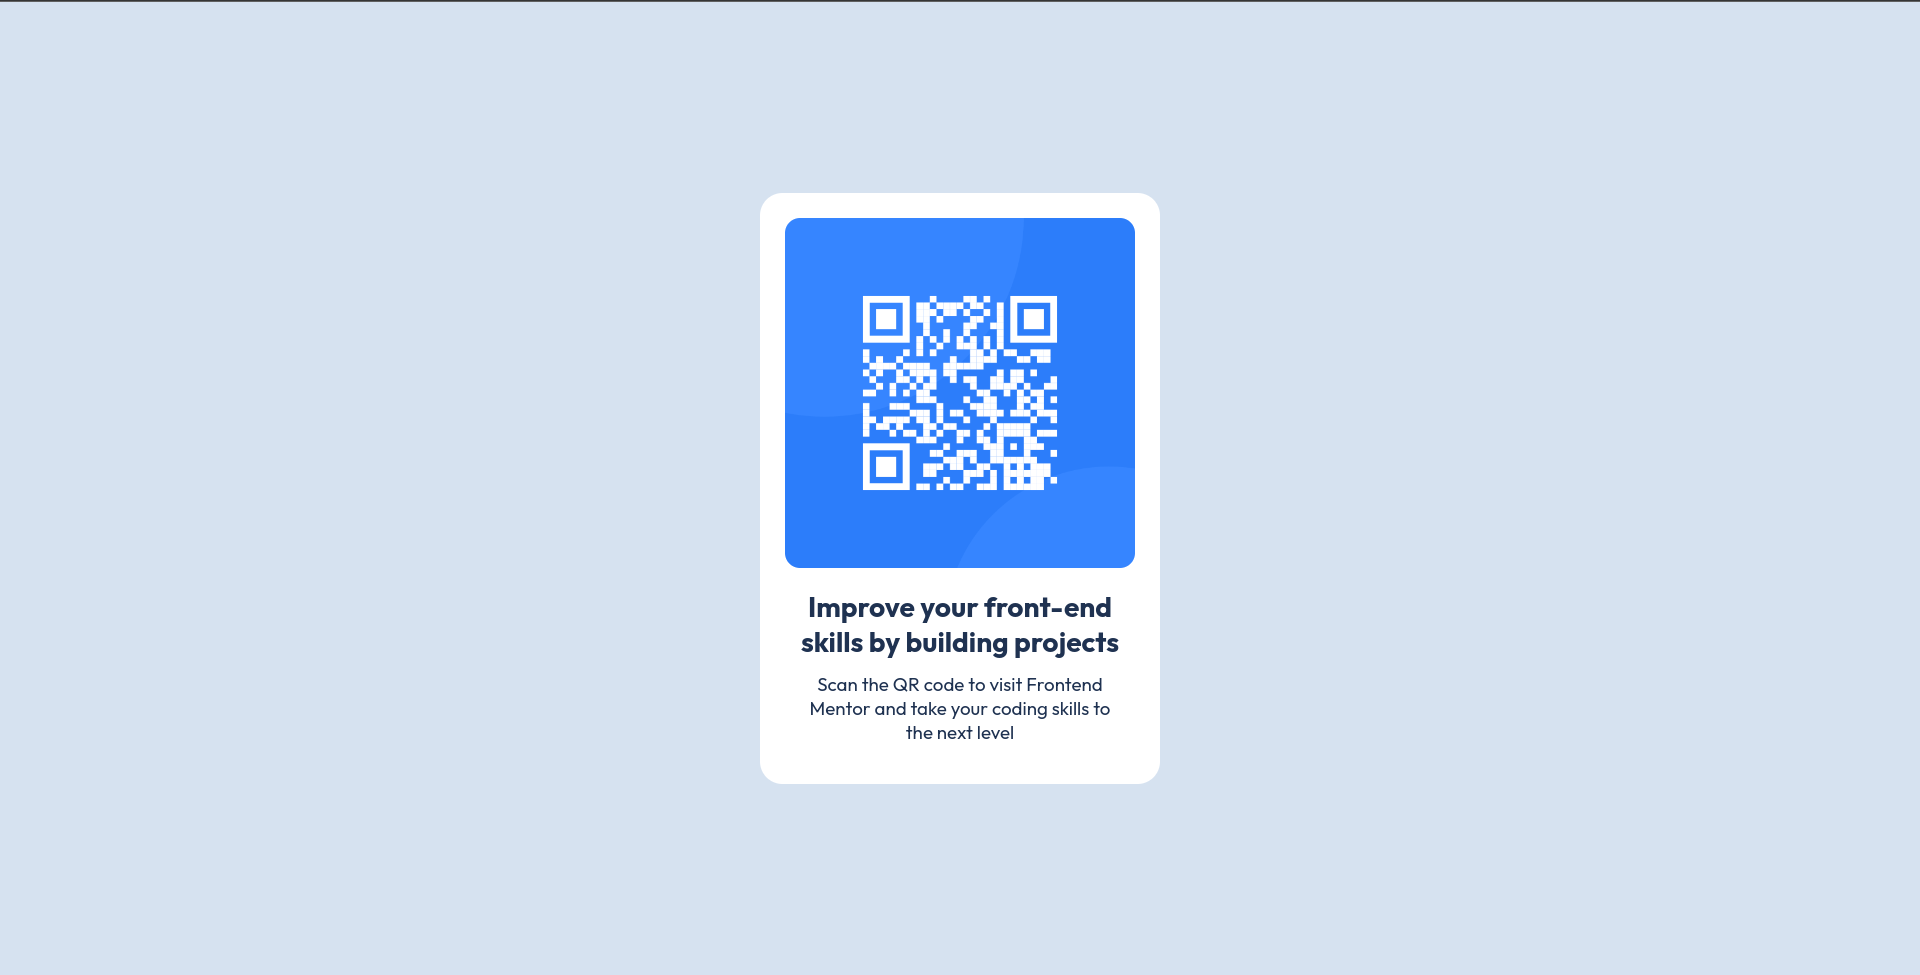 Improve your front-end
skills by building projects
Scan the QR code to visit Frontend
Mentor and take your coding skills to
the next level